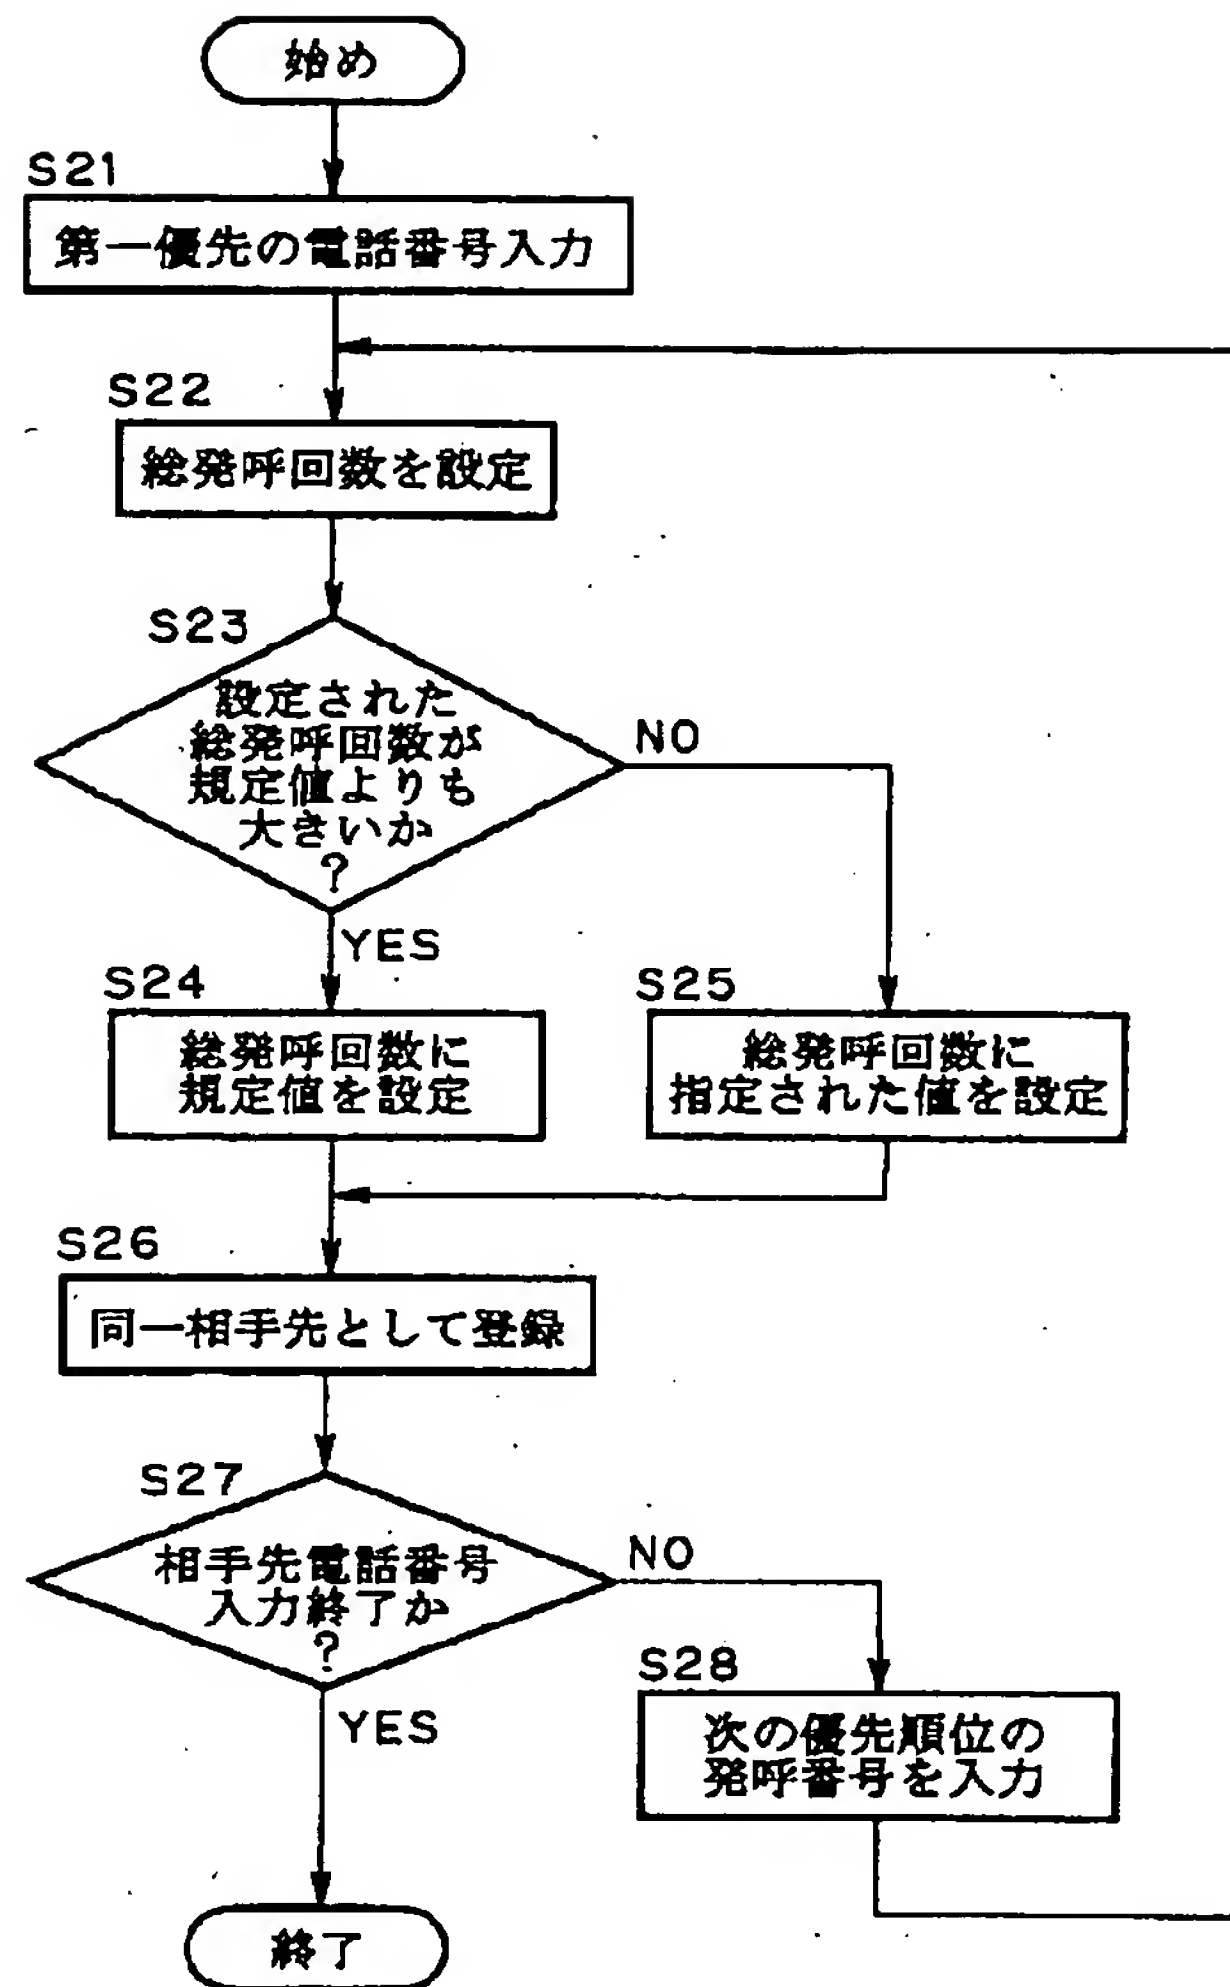 始め
S21
第一優先の電話番号入力
S22
総発呼回数を設定
S23
設定された
総発呼回数が
規定値よりも
大きいか
?
NO
YES
S24
総発呼回数に
規定値を設定
S25
総発呼回数に
指定された値を設定
S26
同一相手先として登録
S27
相手先電話番号
入力終了か
?
NO
YES
S28
次の優先順位の
発呼番号を入力
終了